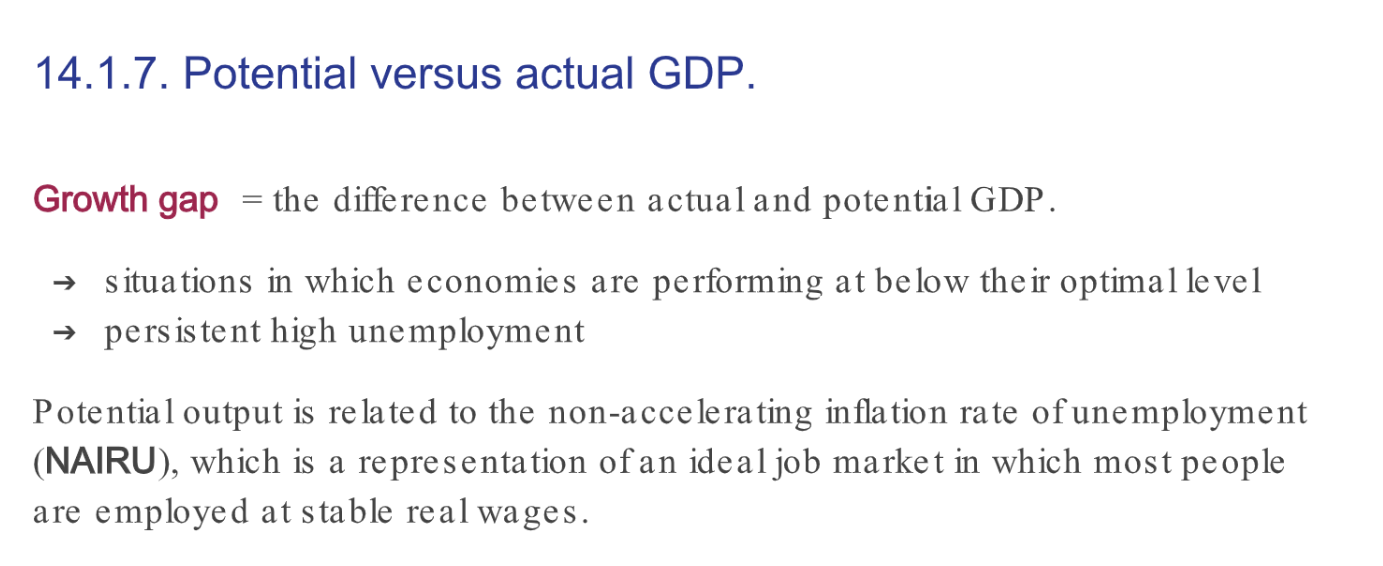 14.1.7. Potential versus actual GDP.
Growth gap = the difference between actual and potential GDP.
➔ situations in which economies are performing at below their optimal level
➔ persistent high unemployment
Potential output is related to the non-accelerating inflation rate of unemployment
(NAIRU), which is a representation of an ideal job market in which most people
are employed at stable real wages.